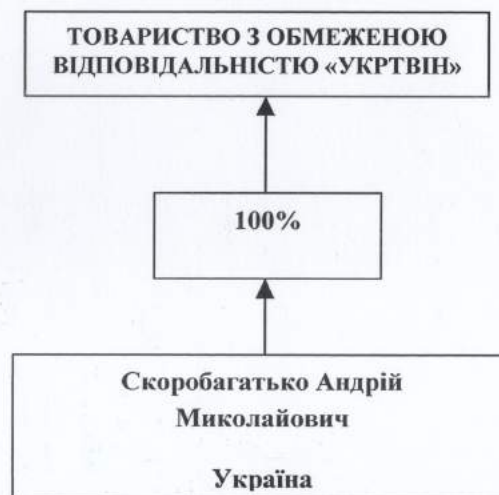 ТОВАРИСТВО З ОБМЕЖЕНОЮ
ВІДПОВІДАЛЬНІСТЮ «УКРТВІН»
100%
Скоробагатько Андрій
Миколайович
Україна